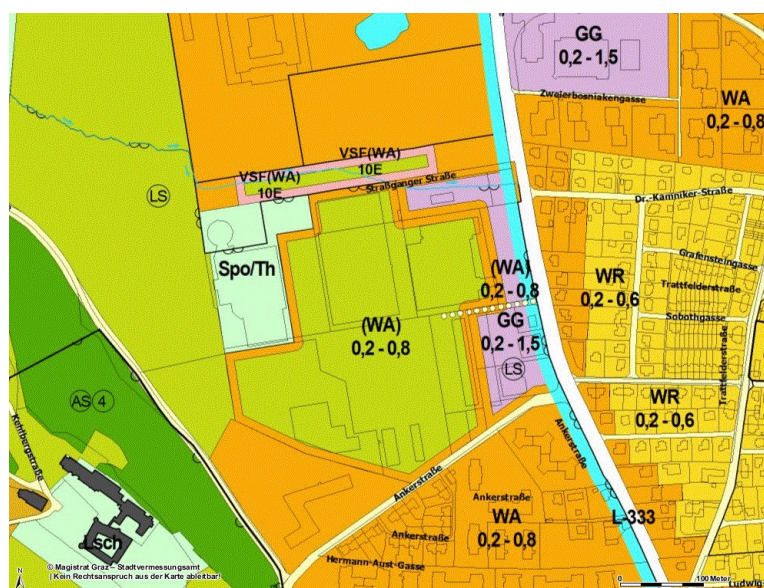 GG
0,2 - 1,5
Zweierbosniakengasse
WA
0,2 - 0,8
VSF(WA)
10E
VSF(WA)
10E
Straßganger Straße
LS
Dr.-Kamniker-Straße
Spo/Th
Grafensteingasse
(WA)
0,2 - 0,8
WR
0,2 - 0,6
Trattfelderstraße
Sobothgasse
(WA)
0,2 - 0,8
GG
0,2 - 1,5
LS
Trattfelderstraße
AS 4
WR
0,2 - 0,6
Kehlbergstraße
Ankerstraße
Ankerstraße
Ankerstraße
Ankerstraße
WA
0,2 - 0,8
L-333
Lsch
Hermann-Aust-Gasse
© Magistrat Graz – Stadtvermessungsamt
Kein Rechtsanspruch aus der Karte ableitbar!
N
0
100 Meter
Ludwig